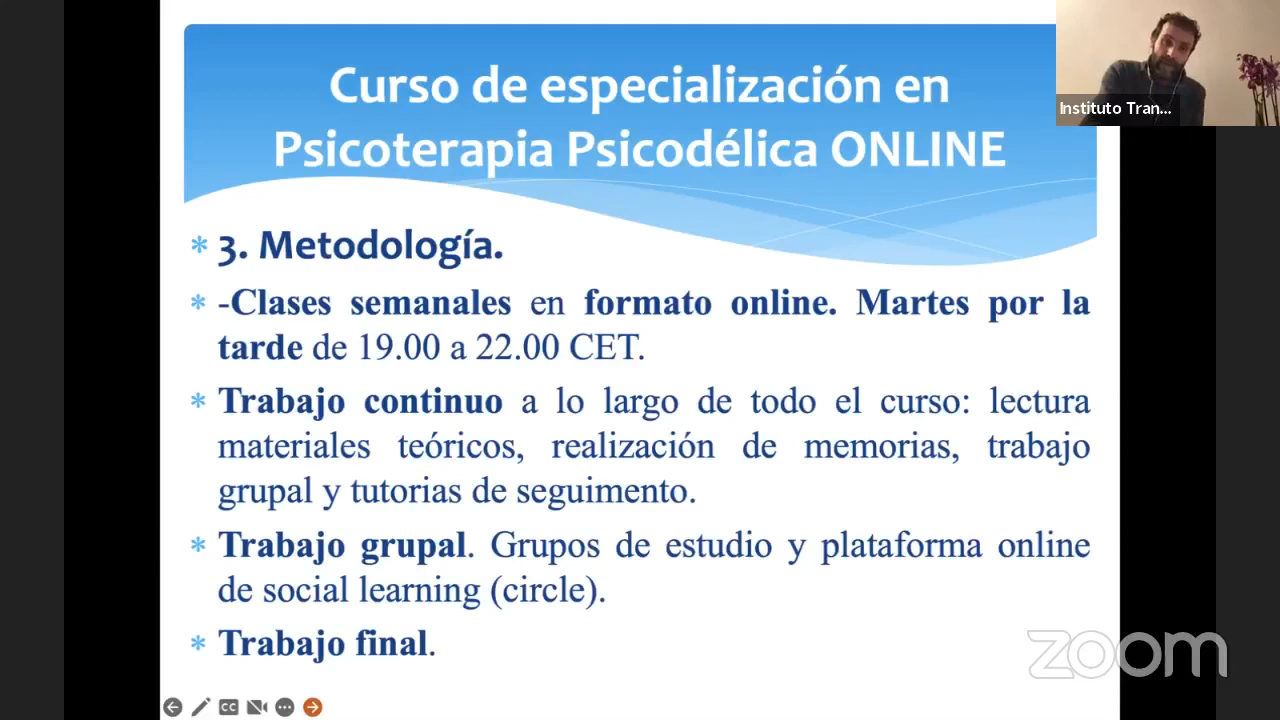 Curso de especialización en
Psicoterapia Psicodélica ONLINE
Instituto Tran...
* 3. Metodología.
* -Clases semanales en formato online. Martes por la
tarde de 19.00 a 22.00 CET.
* Trabajo continuo a lo largo de todo el curso: lectura
materiales teóricos, realización de memorias, trabajo
grupal y tutorias de seguimento.
* Trabajo grupal. Grupos de estudio y plataforma online
de social learning (circle).
* Trabajo final.
zoom
CC